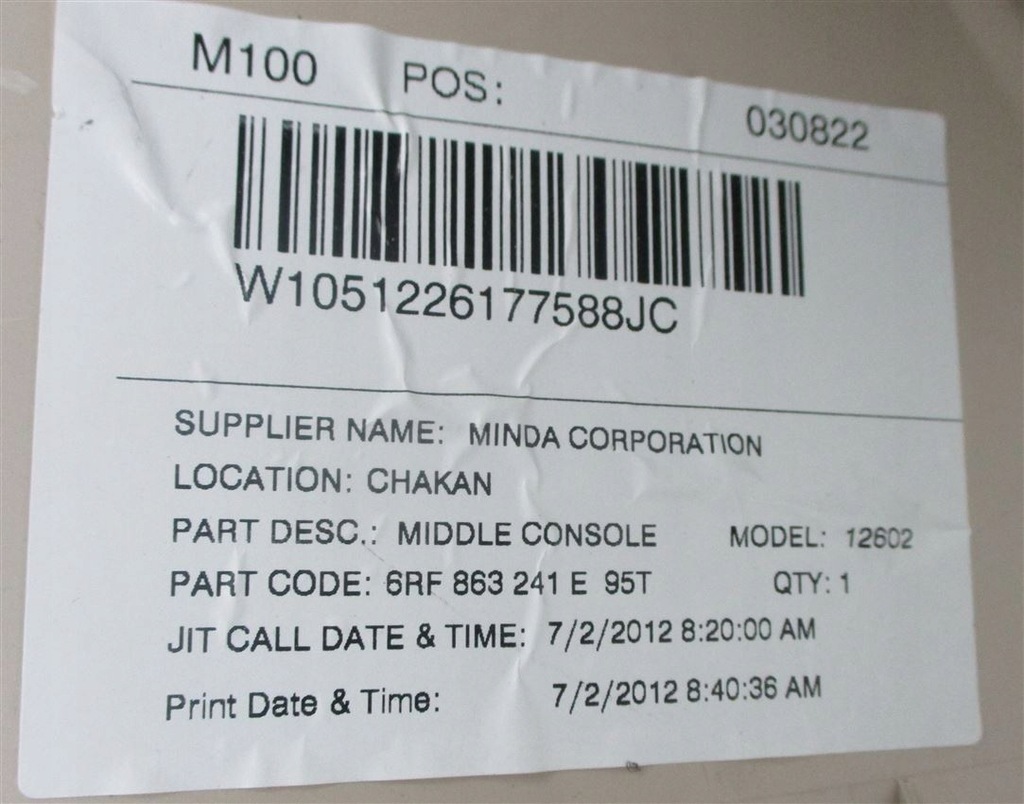 M100 POS: 030822
W1051226177588JC
SUPPLIER NAME: MINDA CORPORATION
LOCATION: CHAKAN
PART DESC.: MIDDLE CONSOLE MODEL: 12602
PART CODE: 6RF 863 241 E 95T QTY: 1
JIT CALL DATE & TIME: 7/2/2012 8:20:00 AM
Print Date & Time: 7/2/2012 8:40:36 AM